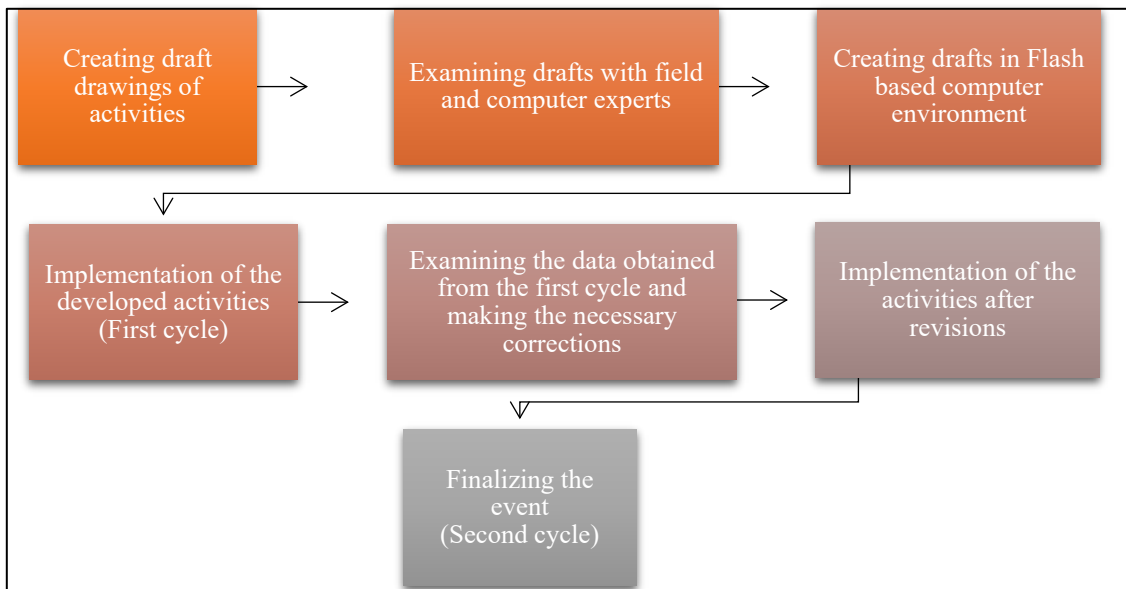 Creating draft
drawings of
activities
Examining drafts with field
and computer experts
Creating drafts in Flash
based computer
environment
Implementation of the
developed activities
(First cycle)
Examining the data obtained
from the first cycle and
making the necessary
corrections
Implementation of the
activities after
revisions
Finalizing the
event
(Second cycle)